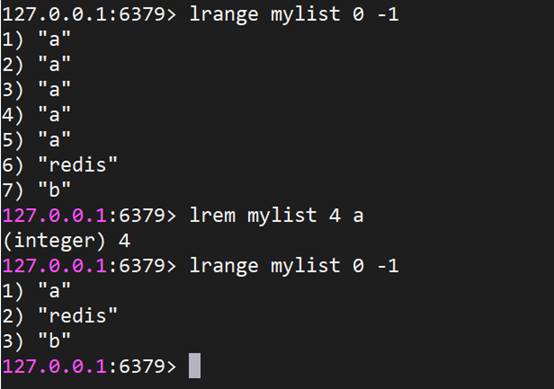 127.0.0.1:6379> lrange mylist 0 -1
1) "a"
2) "a"
3) "a"
4) "a"
5) "a"
6) "redis"
7) "b"
127.0.0.1:6379> lrem mylist 4 a
(integer) 4
127.0.0.1:6379> lrange mylist 0 -1
1) "a"
2) "redis"
3) "b"
127.0.0.1:6379>